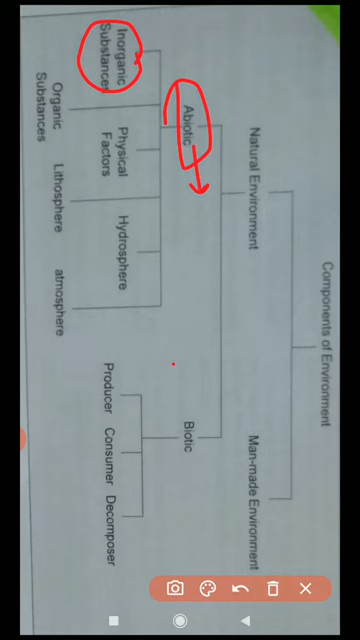 Components of Environment
Natural Environment
Man-made Environment
Abiotic
Biotic
Inorganic
Substances
Physical
Factors
Hydrosphere
Producer
Consumer
Decomposer
Organic
Substances
Lithosphere
atmosphere